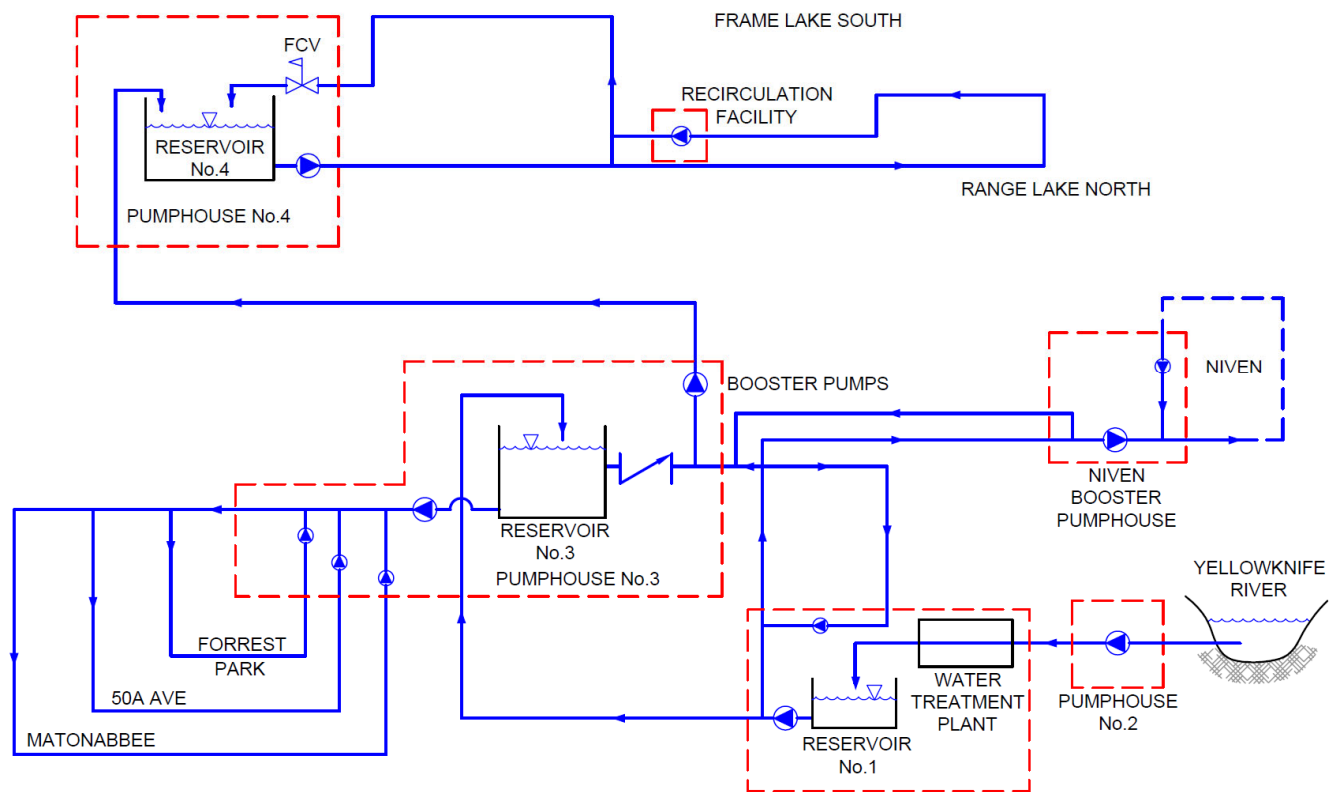 FRAME LAKE SOUTH
FCV
RECIRCULATION
FACILITY
RESERVOIR
No.4
RANGE LAKE NORTH
PUMPHOUSE No.4
BOOSTER PUMPS
NIVEN
NIVEN
BOOSTER
PUMPHOUSE
RESERVOIR
No.3
PUMPHOUSE No.3
YELLOWKNIFE
RIVER
FORREST
PARK
50A AVE
MATONABBEE
WATER
TREATMENT
PLANT
PUMPHOUSE
No.2
RESERVOIR
No.1